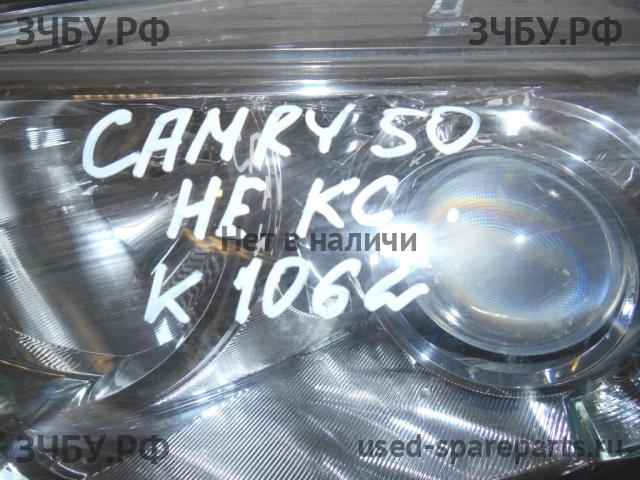 ЗЧБУ.РФ ЗЧБУ.РФ
CAMRY 50
НЕ КС
Нет в наличи
К 1062
ЗЧБУ.РФ used-spareparts.ru